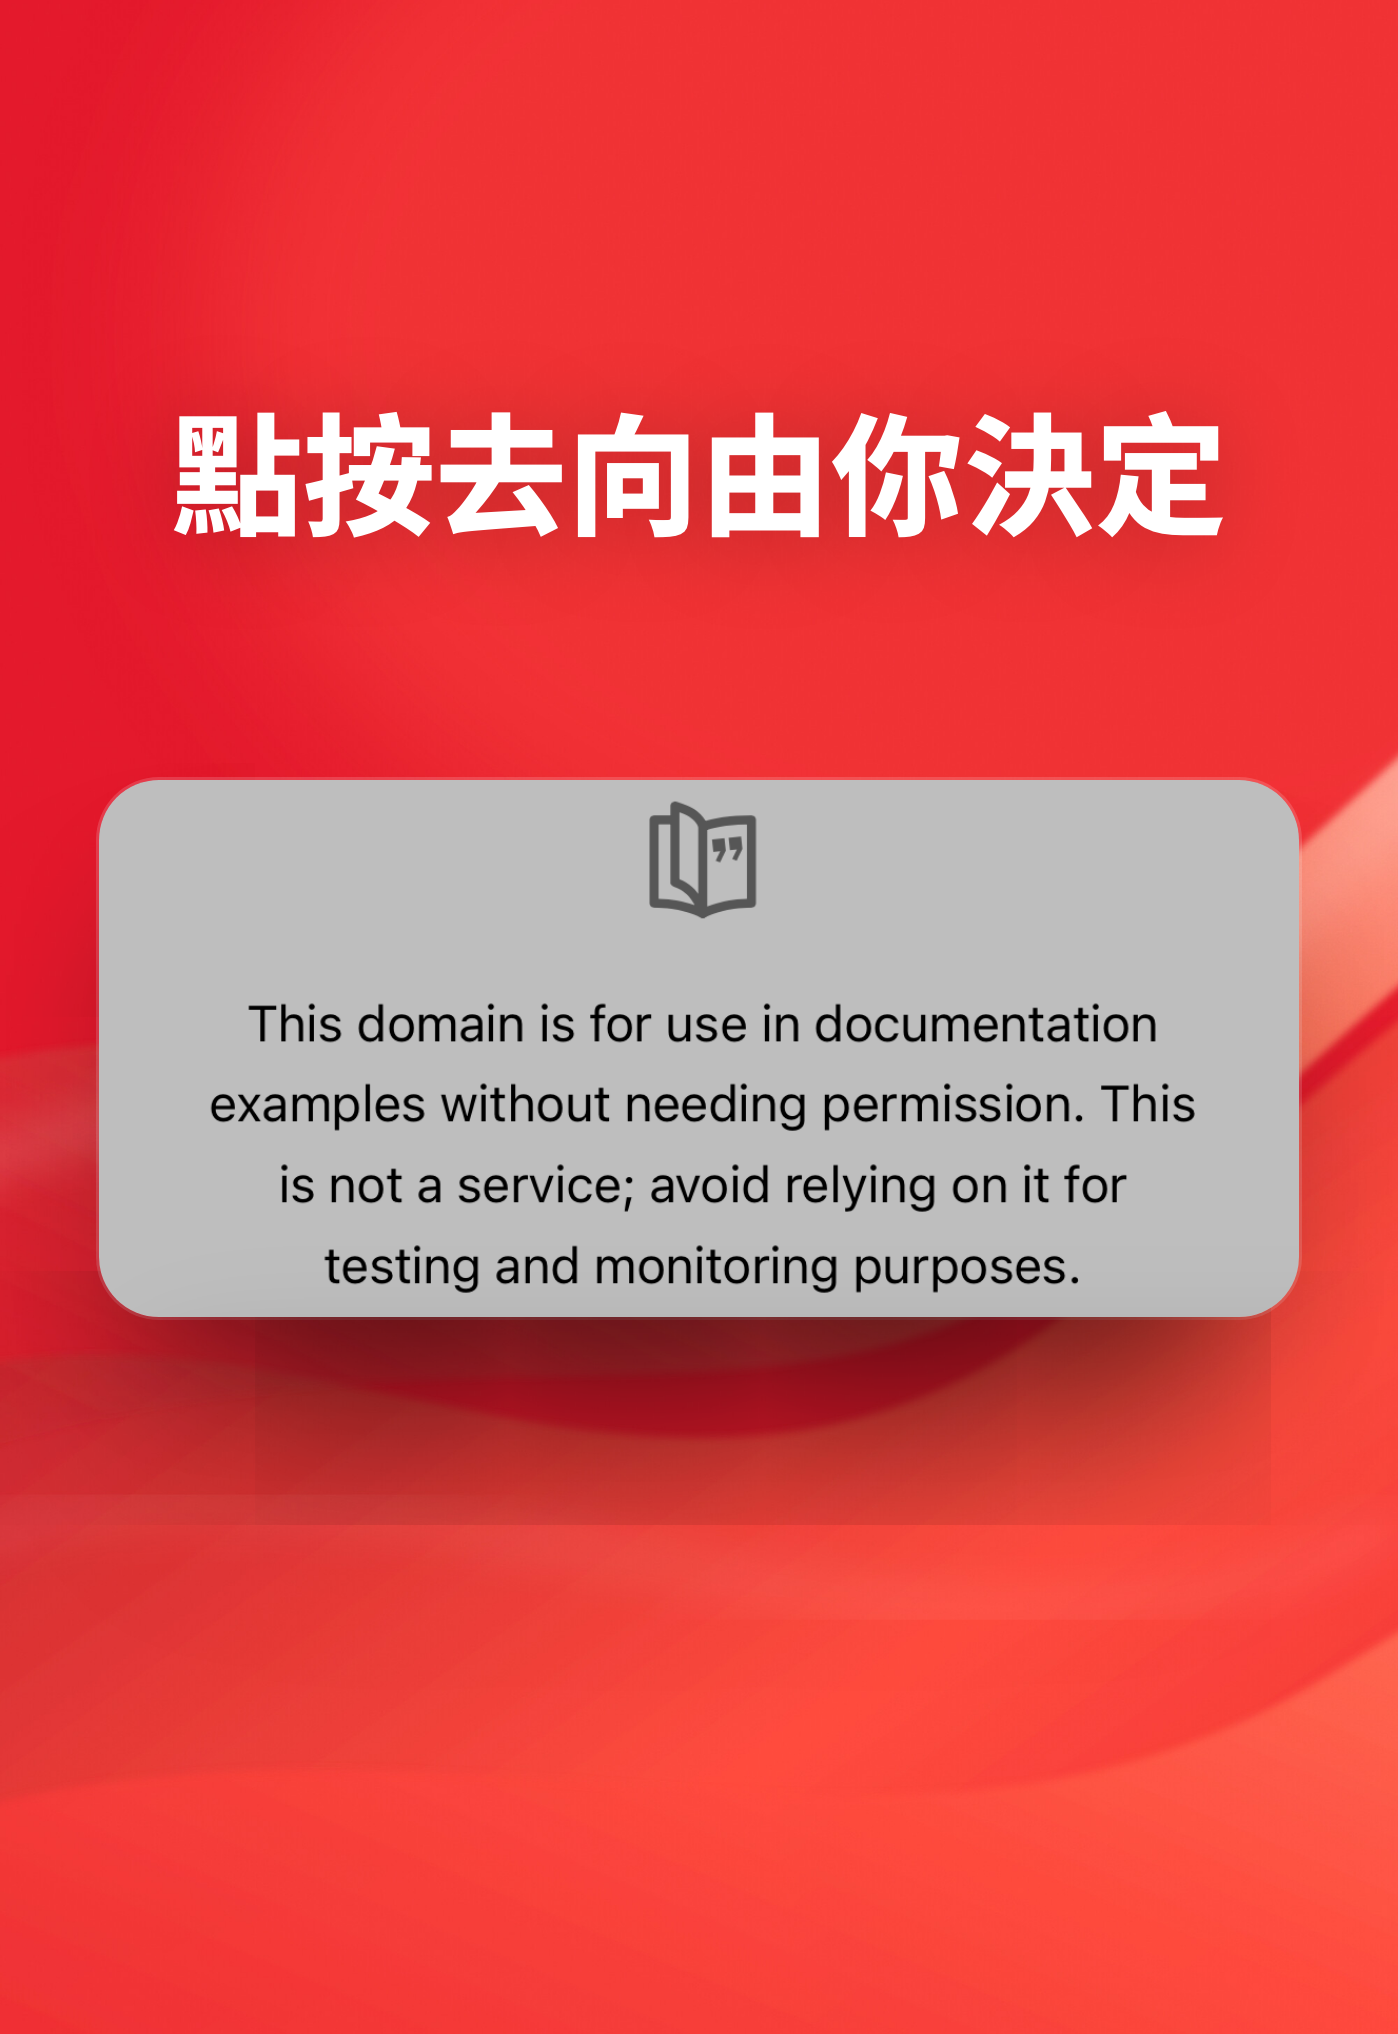 點按去向由你決定
This domain is for use in documentation
examples without needing permission. This
is not a service; avoid relying on it for
testing and monitoring purposes.